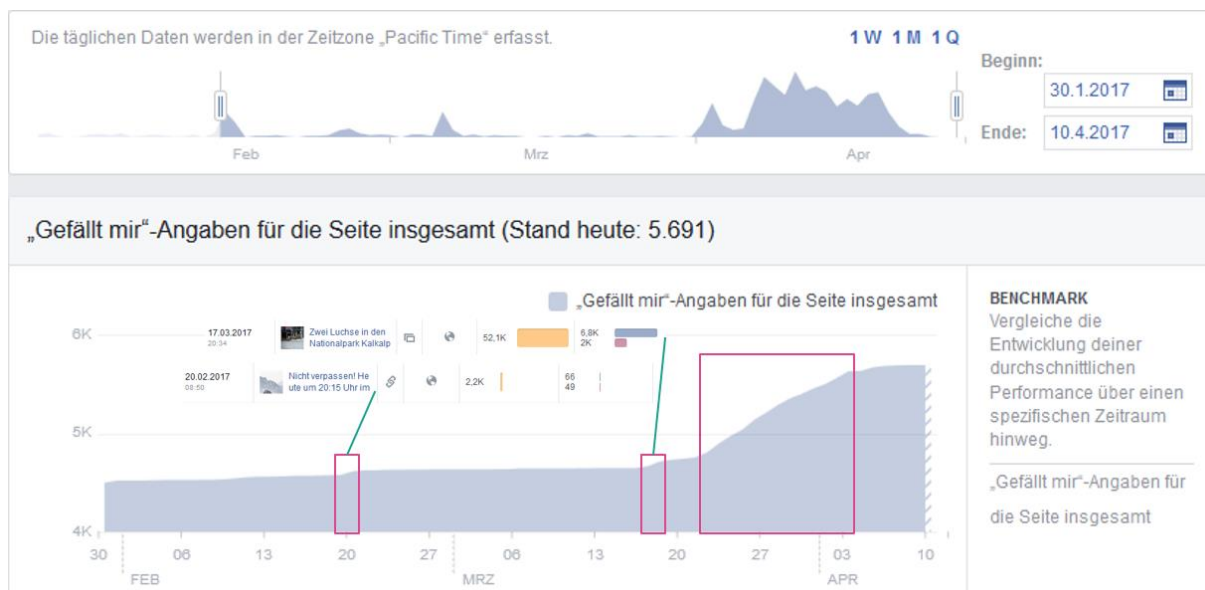 Die täglichen Daten werden in der Zeitzone „Pacific Time“ erfasst.
1 W 1 M 1 Q
Beginn:
30.1.2017
Ende: 10.4.2017
Feb Mrz Apr
„Gefällt mir“-Angaben für die Seite insgesamt (Stand heute: 5.691)
„Gefällt mir“-Angaben für die Seite insgesamt
6K
17.03.2017
20:34
Zwei Luchse in den
Nationalpark Kalkalp
52,1K
6,8K
2K
20.02.2017
08:50
Nicht verpassen! He
ute um 20:15 Uhr im
2,2K
66
49
5K
4K
30 06 13 20 27 06 13 20 27 03 10
FEB MRZ APR
BENCHMARK
Vergleiche die
Entwicklung deiner
durchschnittlichen
Performance über einen
spezifischen Zeitraum
hinweg.
„Gefällt mir“-Angaben für
die Seite insgesamt